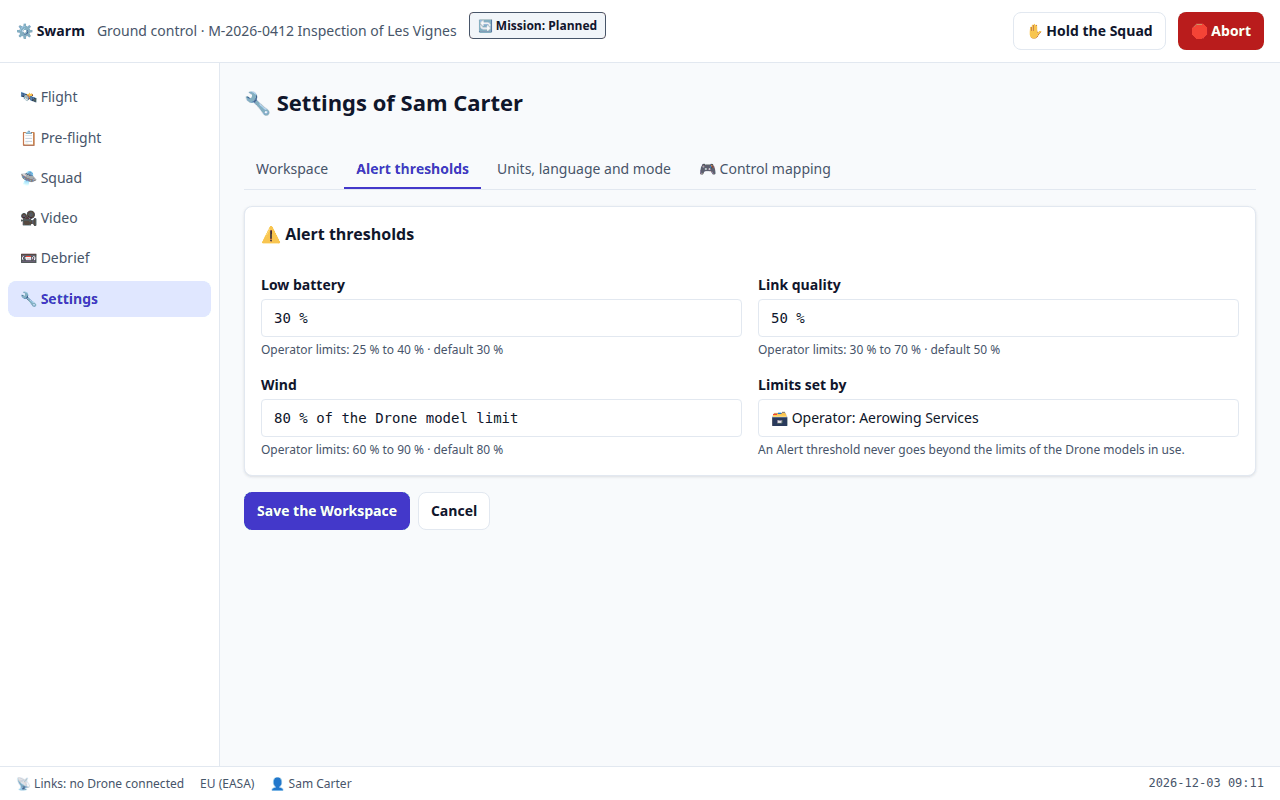 ⚙️ Swarm Ground control · M-2026-0412 Inspection of Les Vignes 🔄 Mission: Planned ✋ Hold the Squad 🛑 Abort
🛰️ Flight
📋 Pre-flight
🛸 Squad
🎥 Video
📼 Debrief
🔧 Settings
🔧 Settings of Sam Carter
Workspace Alert thresholds Units, language and mode 🎮 Control mapping
⚠️ Alert thresholds
Low battery Link quality
30 % 50 %
Operator limits: 25 % to 40 % · default 30 % Operator limits: 30 % to 70 % · default 50 %
Wind Limits set by
80 % of the Drone model limit 🗃️ Operator: Aerowing Services
Operator limits: 60 % to 90 % · default 80 % An Alert threshold never goes beyond the limits of the Drone models in use.
Save the Workspace Cancel
📡 Links: no Drone connected EU (EASA) 👤 Sam Carter 2026-12-03 09:11